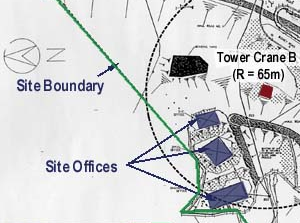 Tower Crane B
(R = 65m)
N
Site Boundary
Site Offices